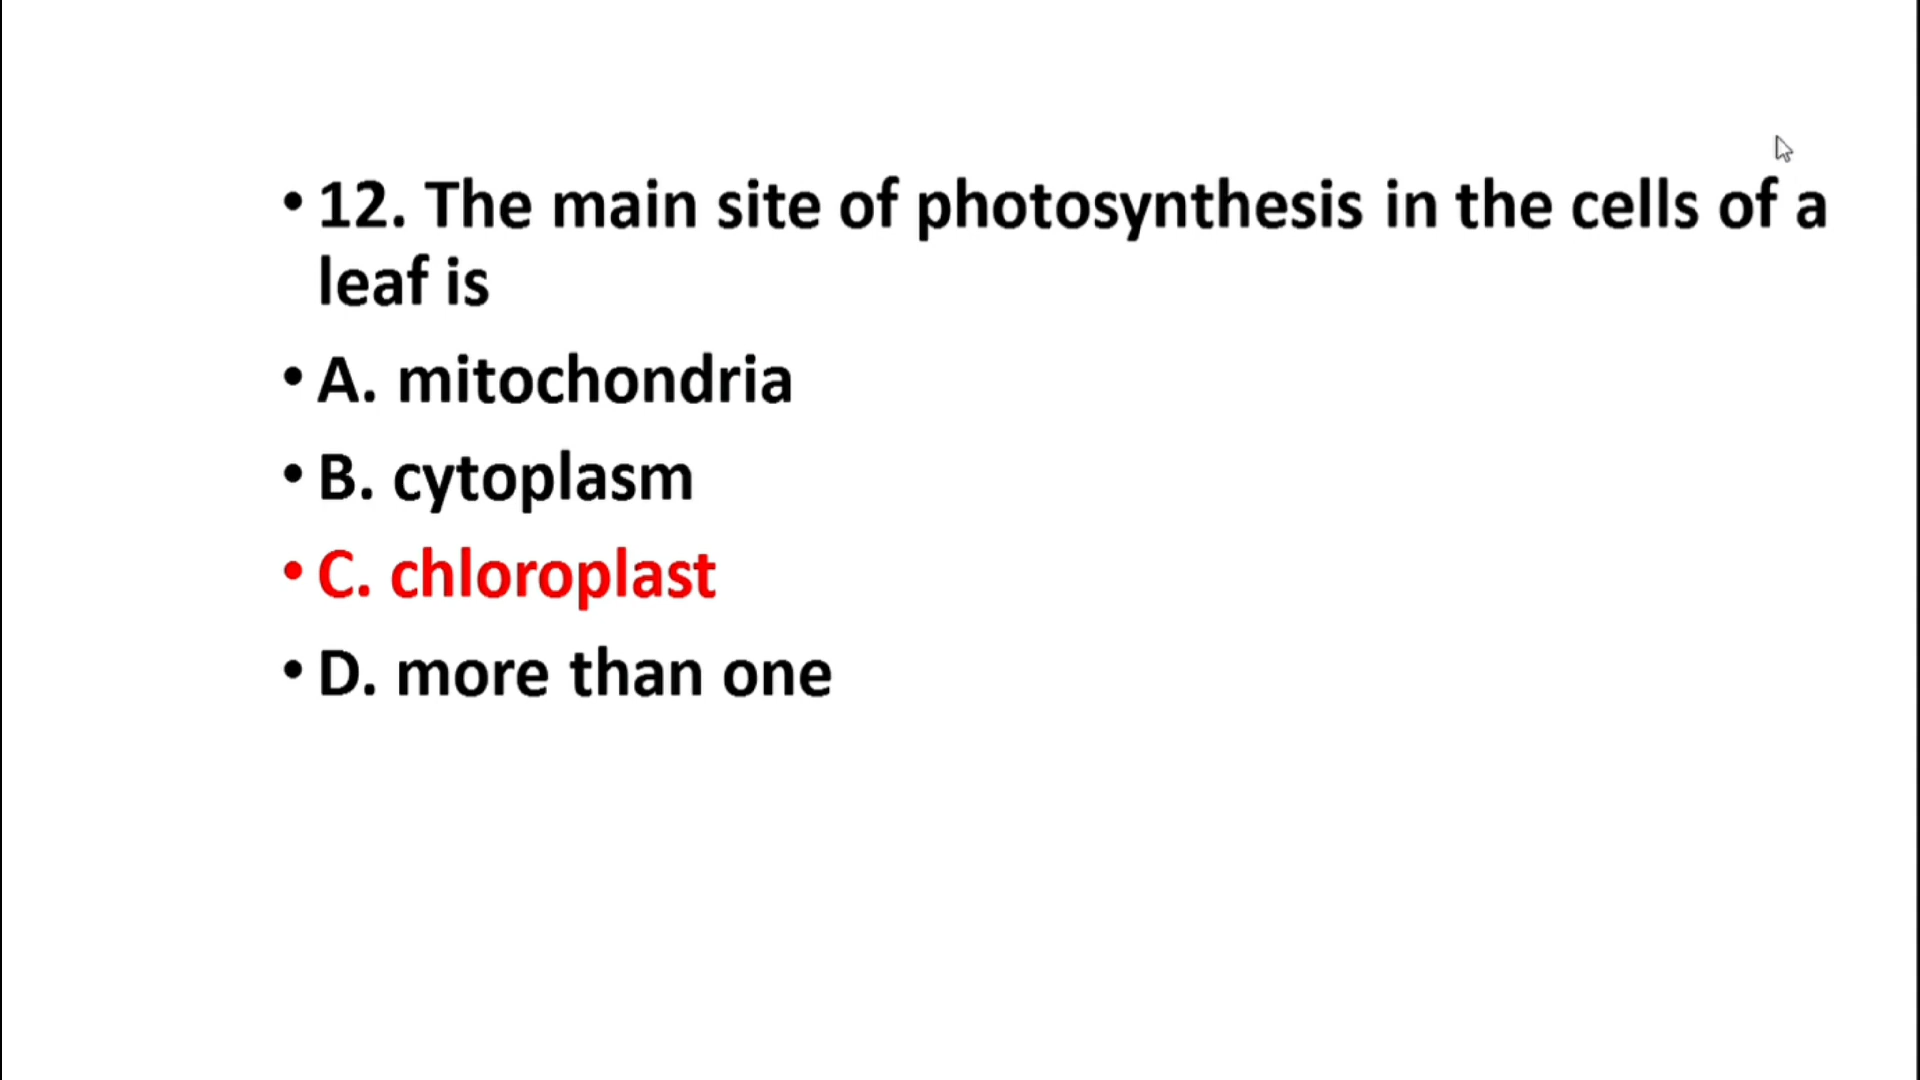 • 12. The main site of photosynthesis in the cells of a
leaf is
• A. mitochondria
• B. cytoplasm
• C. chloroplast
• D. more than one